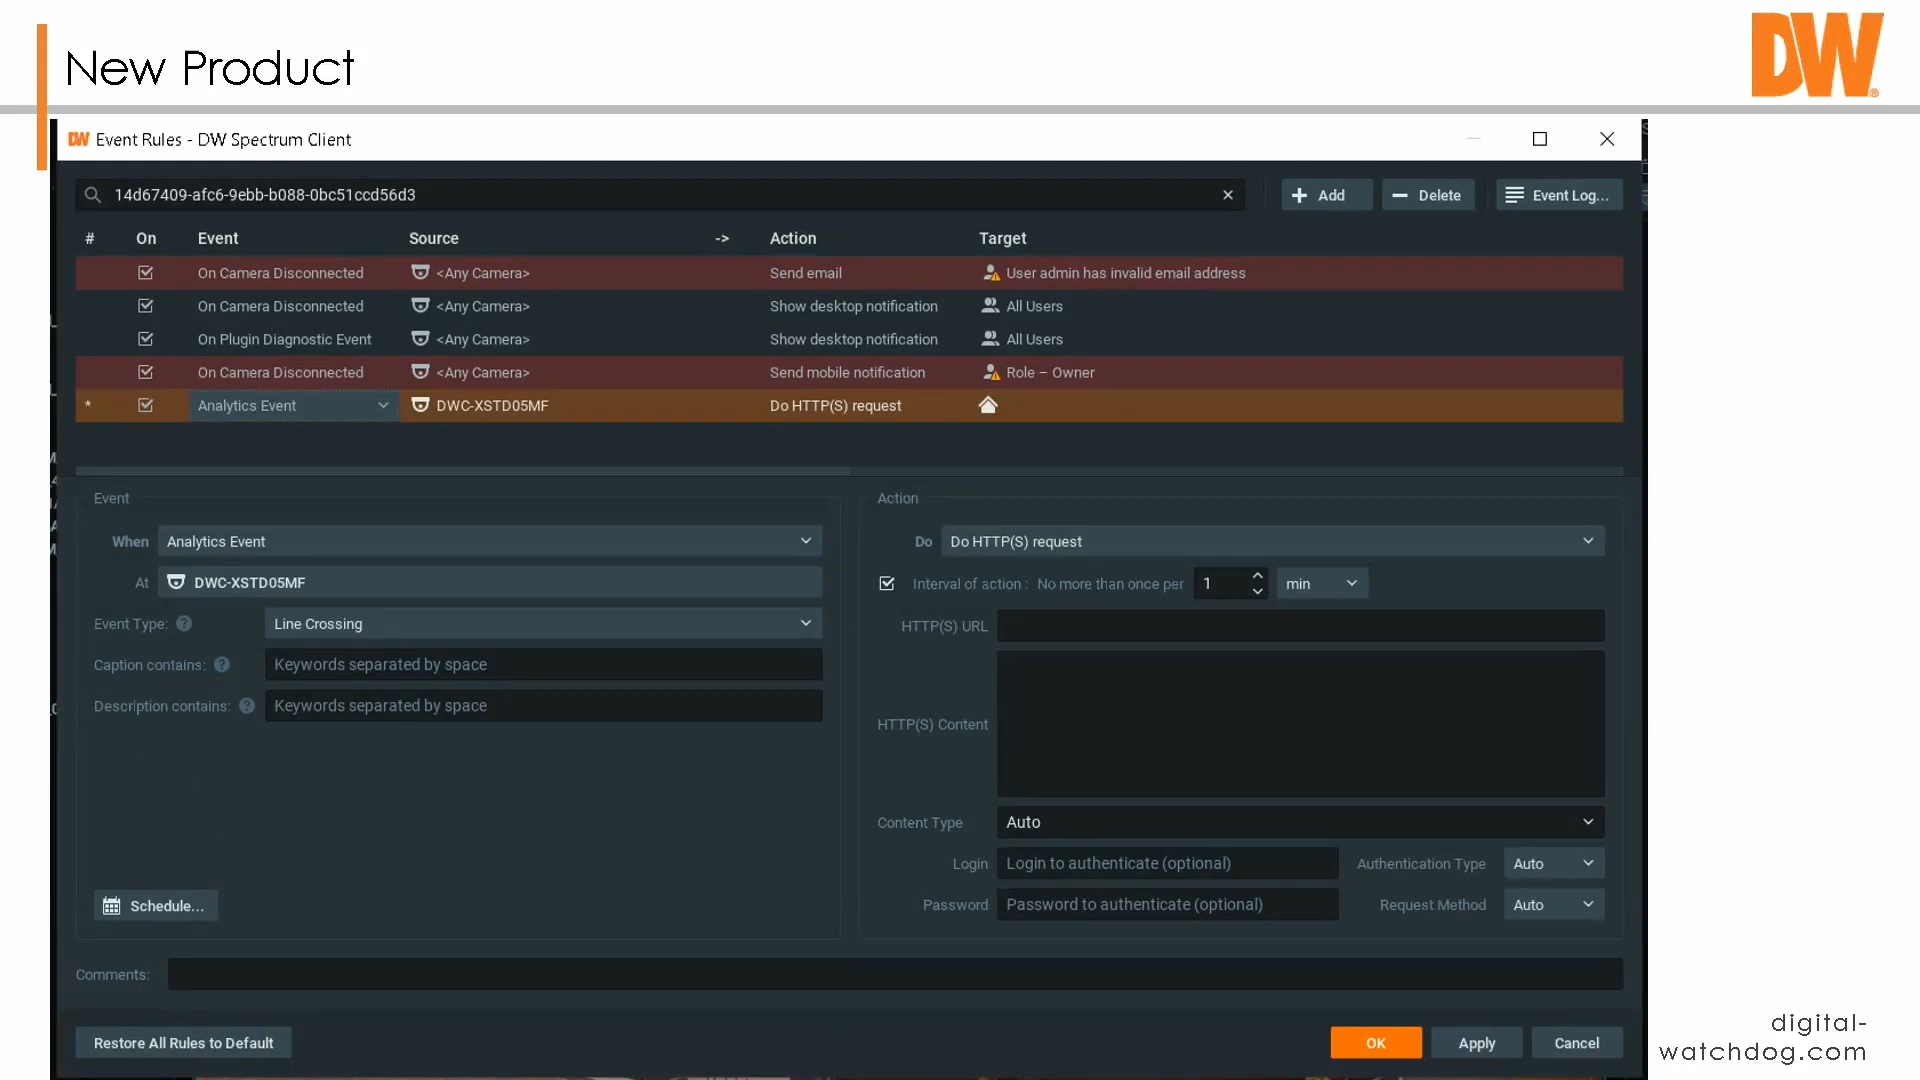 New Product
DW
Event Rules - DW Spectrum Client
14d67409-afc6-9ebb-b088-0bc51ccd56d3
Add
Delete
Event Log...
# On Event Source -> Action Target
On Camera Disconnected <Any Camera> Send email User admin has invalid email address
On Camera Disconnected <Any Camera> Show desktop notification All Users
On Plugin Diagnostic Event <Any Camera> Show desktop notification All Users
On Camera Disconnected <Any Camera> Send mobile notification Role – Owner
* Analytics Event DWC-XSTD05MF Do HTTP(S) request
Event
When Analytics Event
At DWC-XSTD05MF
Event Type: ? Line Crossing
Caption contains: ? Keywords separated by space
Description contains: ? Keywords separated by space
Schedule...
Action
Do Do HTTP(S) request
Interval of action : No more than once per 1 min
HTTP(S) URL
HTTP(S) Content
Content Type Auto
Login Login to authenticate (optional) Authentication Type Auto
Password Password to authenticate (optional) Request Method Auto
Comments:
Restore All Rules to Default
OK
Apply
Cancel
digital-
watchdog.com